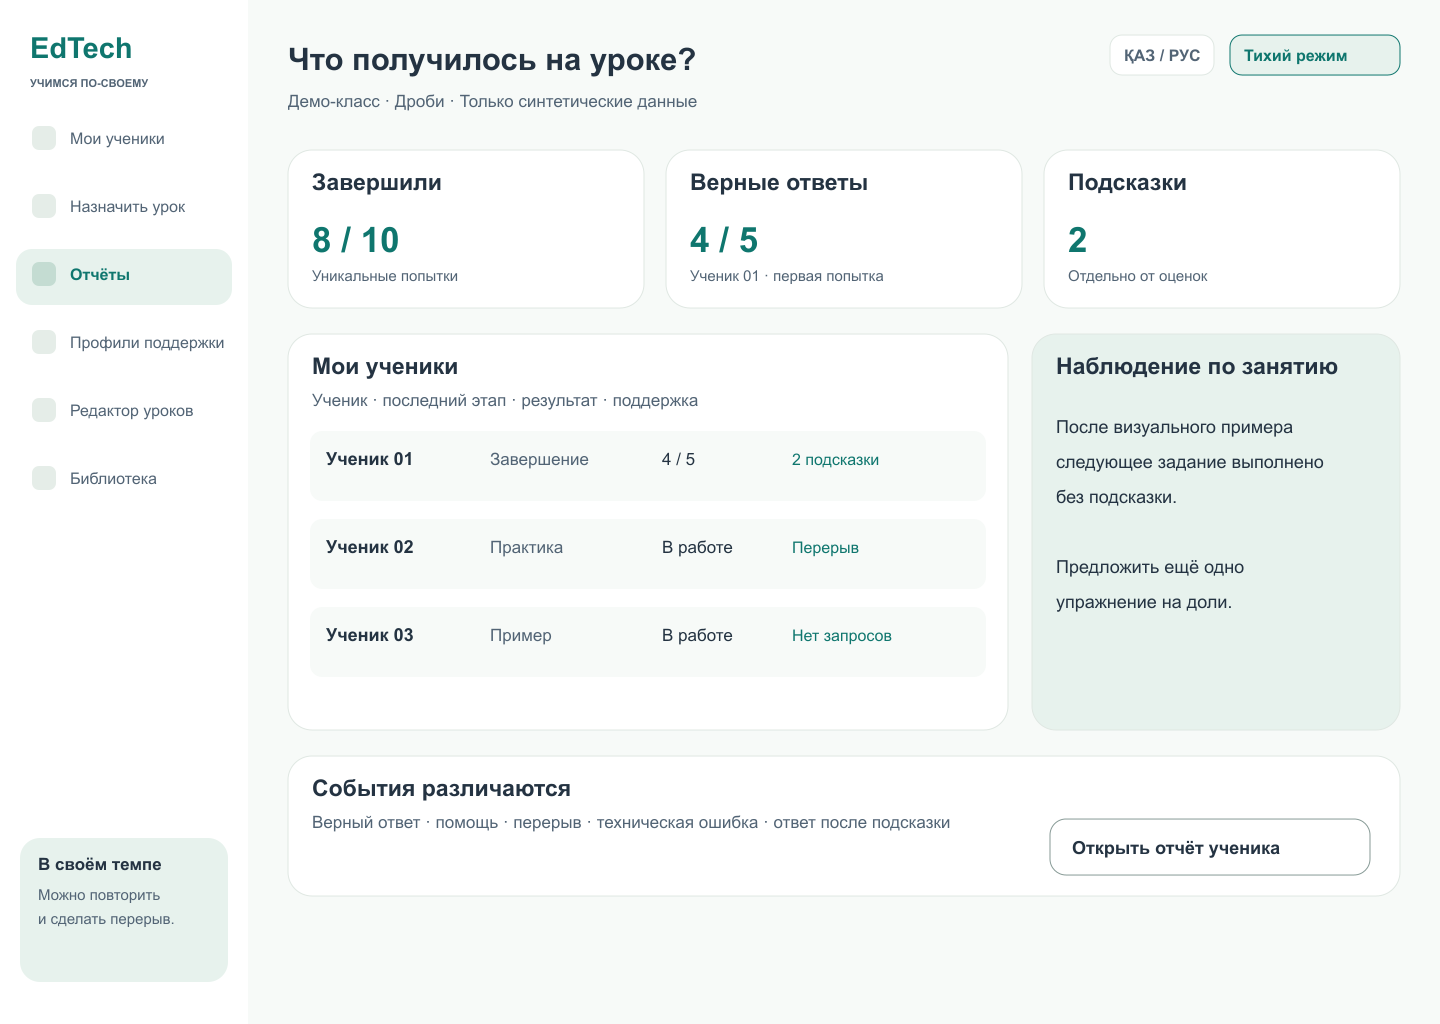 EdTech
УЧИМСЯ ПО-СВОЕМУ
Мои ученики
Назначить урок
Отчёты
Профили поддержки
Редактор уроков
Библиотека
В своём темпе
Можно повторить
и сделать перерыв.
Что получилось на уроке?
Демо-класс · Дроби · Только синтетические данные
ҚАЗ / РУС
Тихий режим
Завершили
8 / 10
Уникальные попытки
Верные ответы
4 / 5
Ученик 01 · первая попытка
Подсказки
2
Отдельно от оценок
Мои ученики
Ученик · последний этап · результат · поддержка
Ученик 01 Завершение 4 / 5 2 подсказки
Ученик 02 Практика В работе Перерыв
Ученик 03 Пример В работе Нет запросов
Наблюдение по занятию
После визуального примера
следующее задание выполнено
без подсказки.
Предложить ещё одно
упражнение на доли.
События различаются
Верный ответ · помощь · перерыв · техническая ошибка · ответ после подсказки
Открыть отчёт ученика